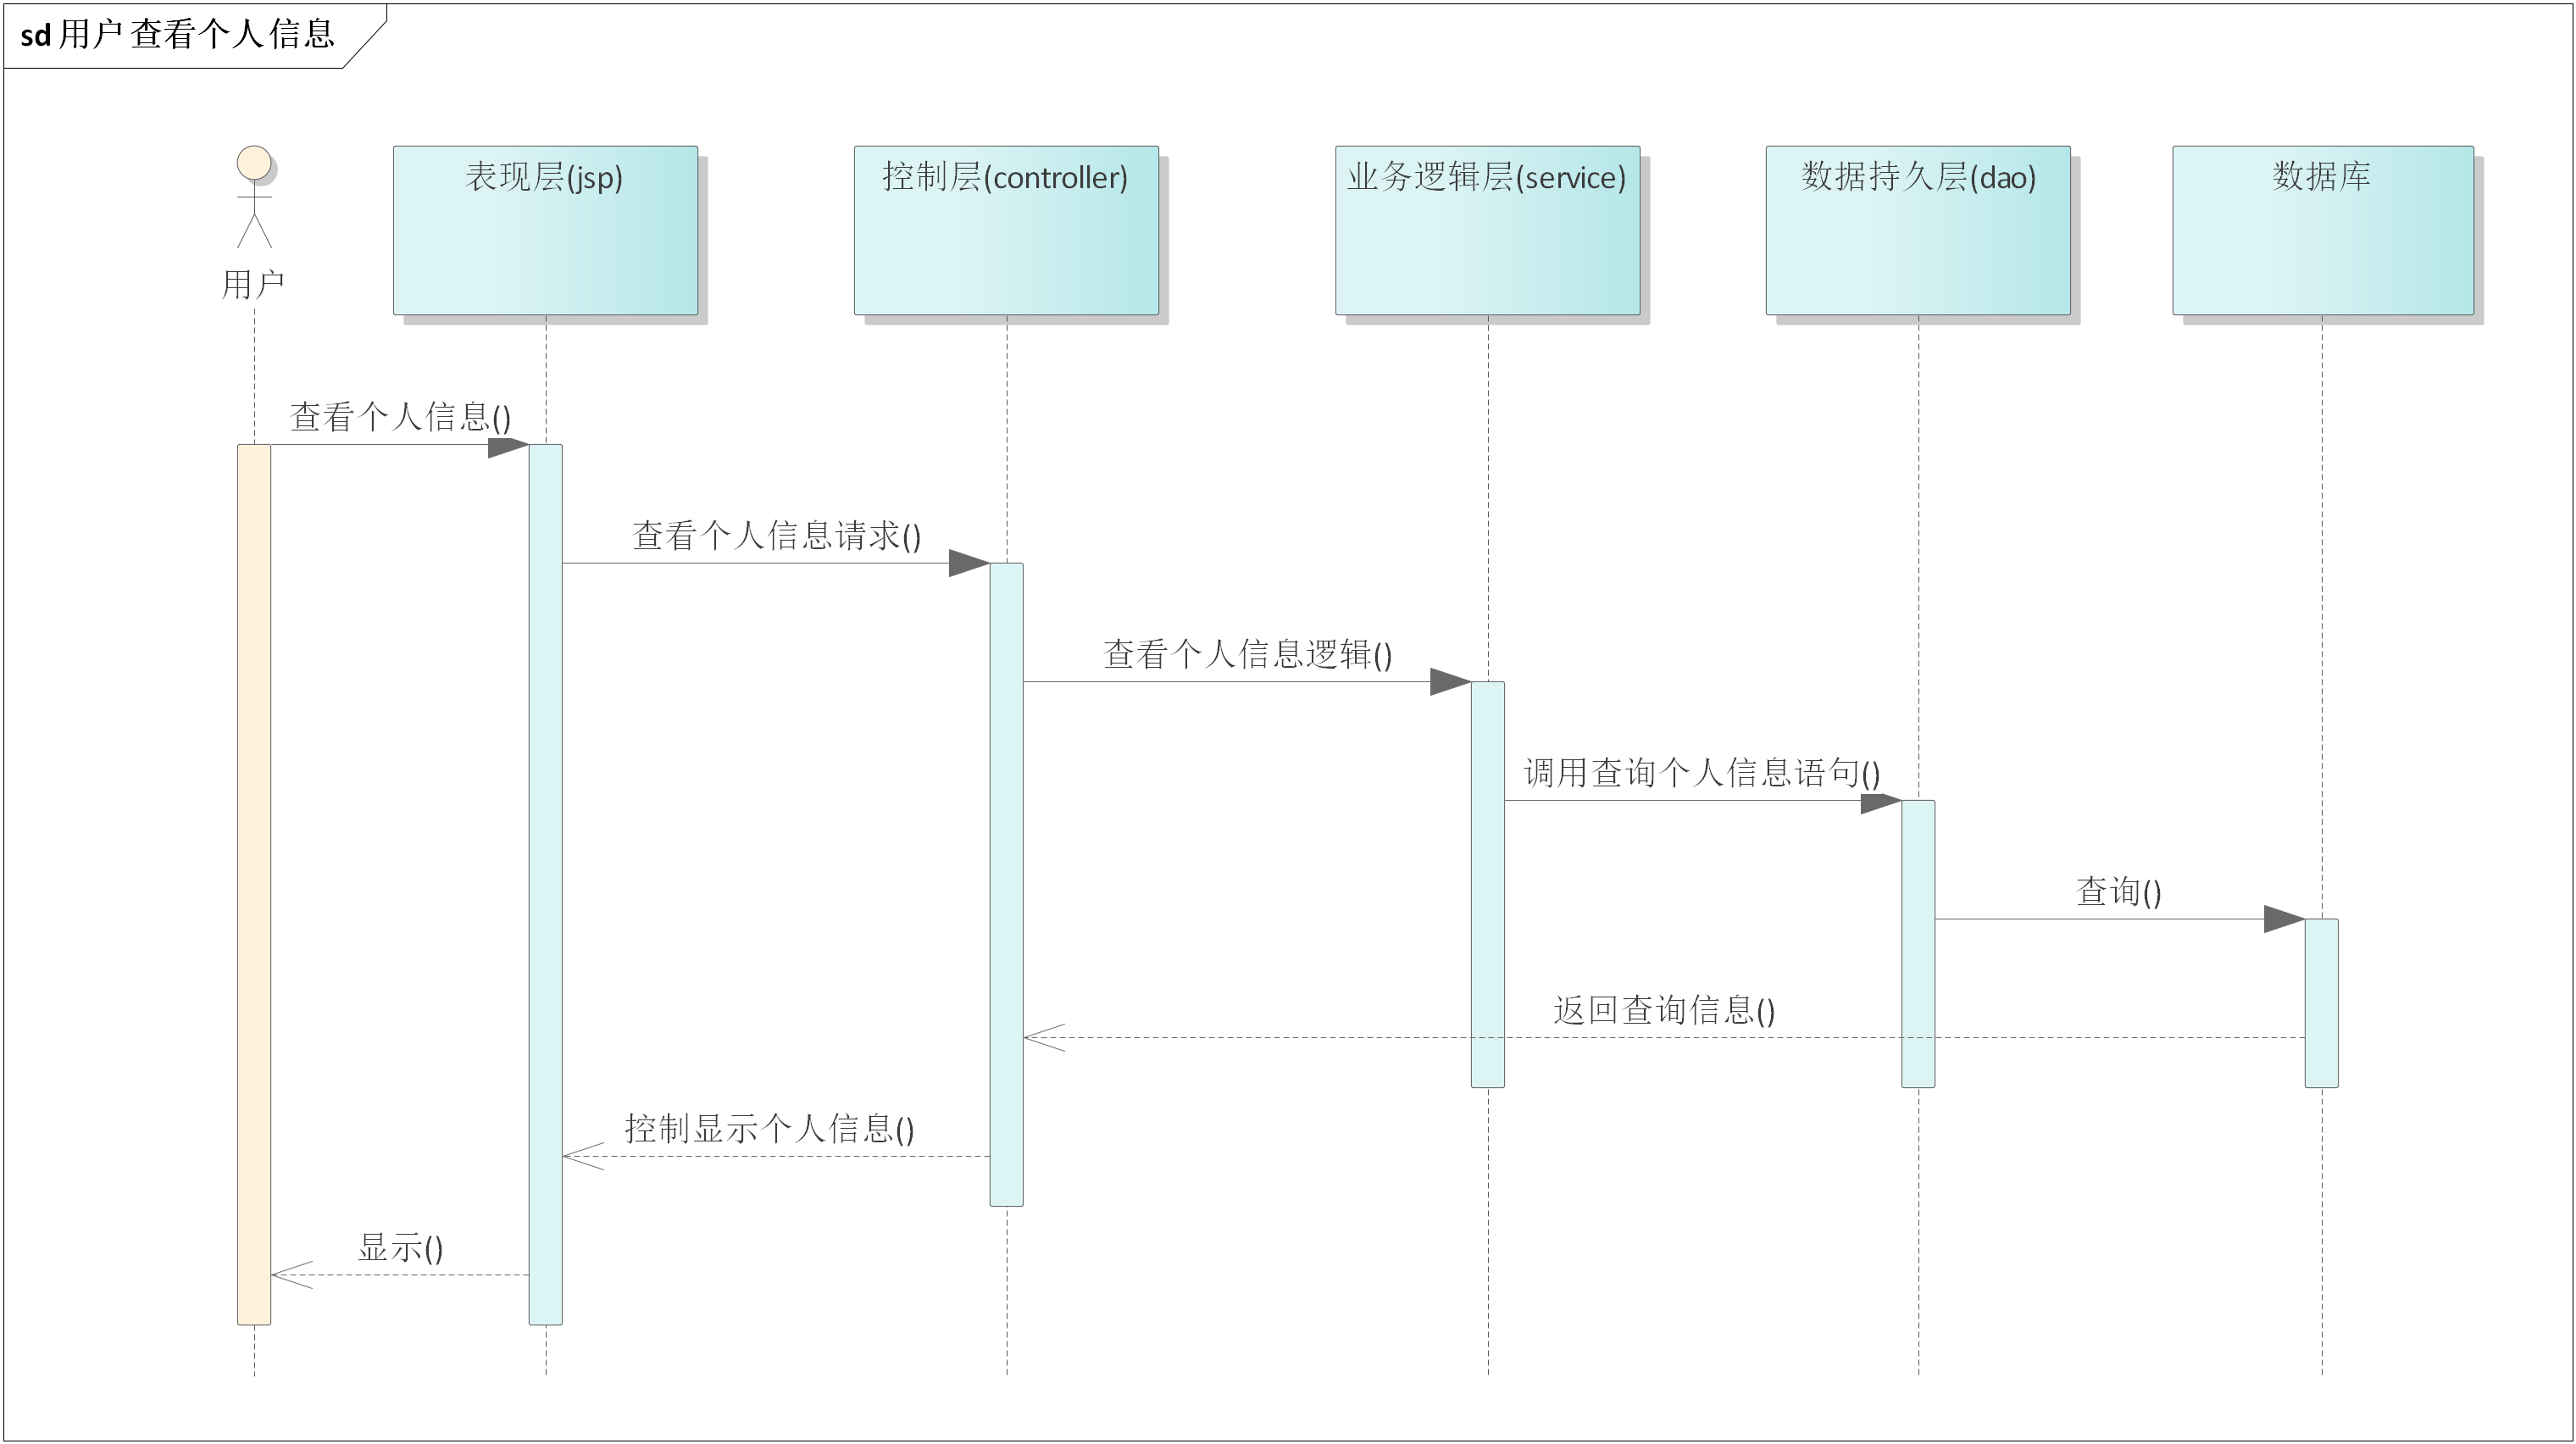 sd 用户查看个人信息
用户
表现层(jsp)
控制层(controller)
业务逻辑层(service)
数据持久层(dao)
数据库
查看个人信息()
查看个人信息请求()
查看个人信息逻辑()
调用查询个人信息语句()
查询()
返回查询信息()
控制显示个人信息()
显示()